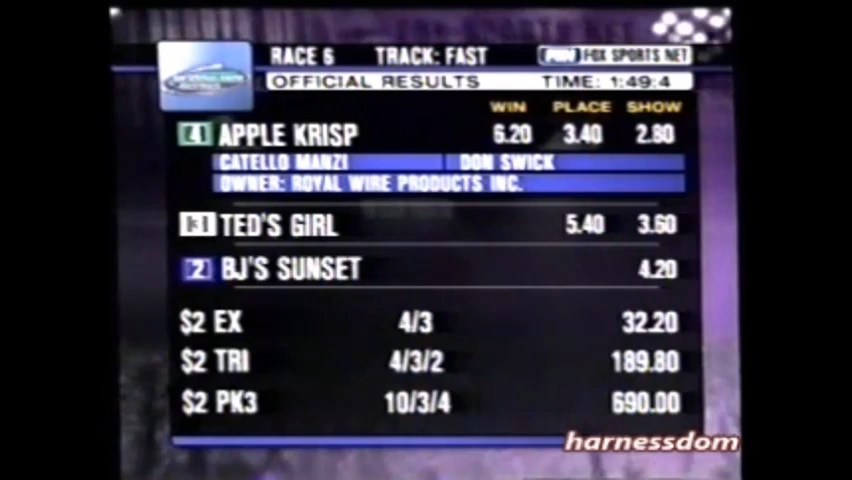 RACE 6 TRACK: FAST FOX SPORTS NET
OFFICIAL RESULTS TIME: 1:49:4
WIN PLACE SHOW
4 APPLE KRISP 6.20 3.40 2.80
CATELLO MANZI DON SWICK
OWNER: ROYAL WIRE PRODUCTS INC.
3 TED'S GIRL 5.40 3.60
2 BJ'S SUNSET 4.20
$2 EX 4/3 32.20
$2 TRI 4/3/2 189.80
$2 PK3 10/3/4 690.00
harnessdom